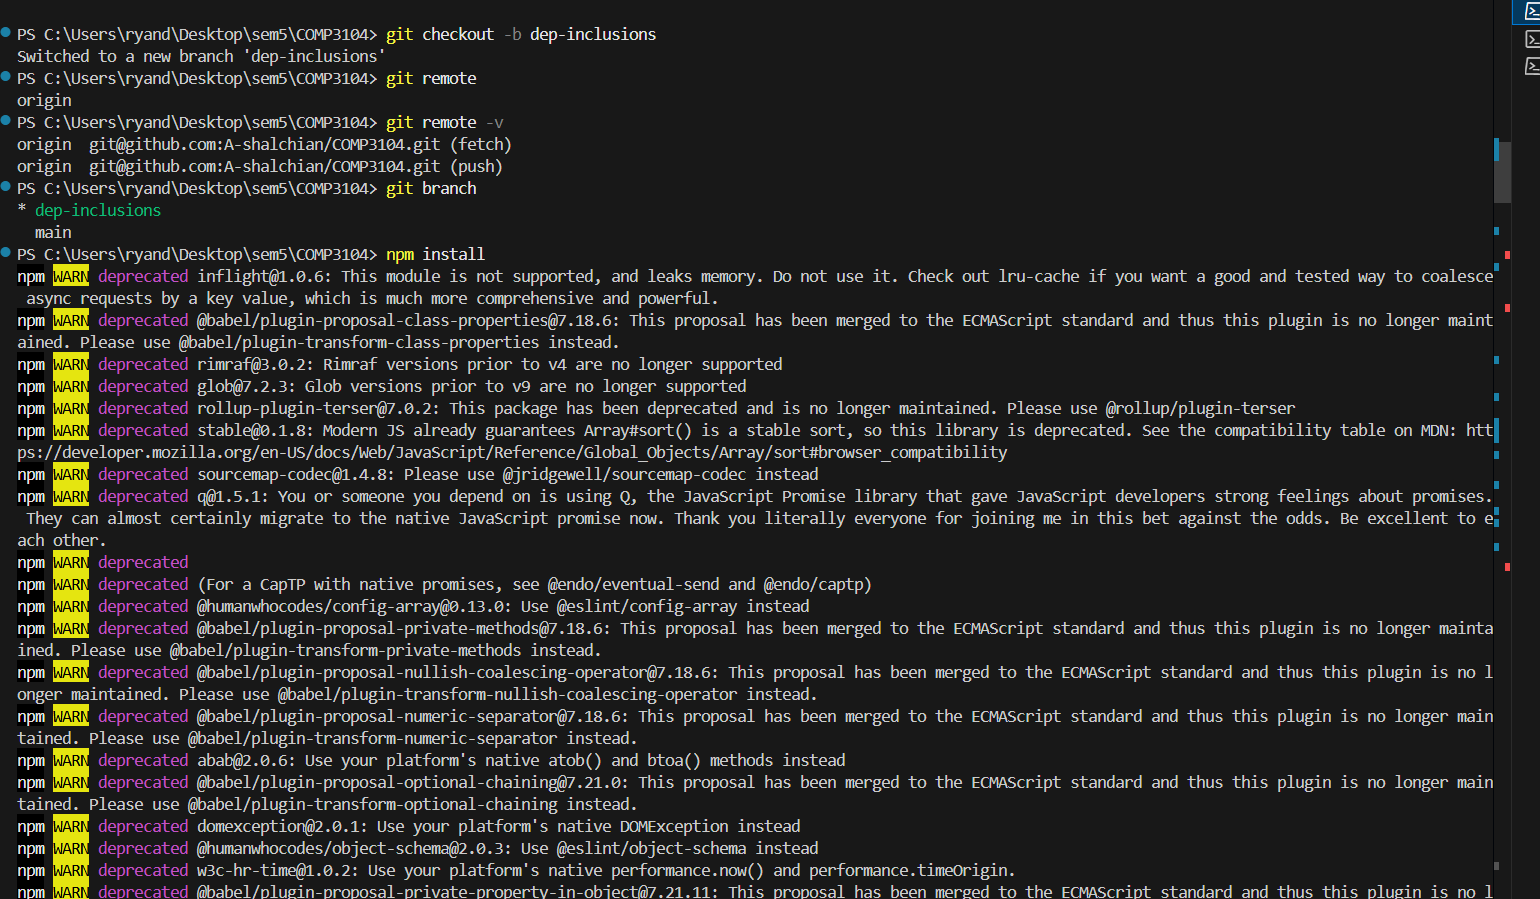 PS C:\Users\ryand\Desktop\sem5\COMP3104> git checkout -b dep-inclusions
Switched to a new branch 'dep-inclusions'
PS C:\Users\ryand\Desktop\sem5\COMP3104> git remote
origin
PS C:\Users\ryand\Desktop\sem5\COMP3104> git remote -v
origin  git@github.com:A-shalchian/COMP3104.git (fetch)
origin  git@github.com:A-shalchian/COMP3104.git (push)
PS C:\Users\ryand\Desktop\sem5\COMP3104> git branch
* dep-inclusions
  main
PS C:\Users\ryand\Desktop\sem5\COMP3104> npm install
npm WARN deprecated inflight@1.0.6: This module is not supported, and leaks memory. Do not use it. Check out lru-cache if you want a good and tested way to coalesce
 async requests by a key value, which is much more comprehensive and powerful.
npm WARN deprecated @babel/plugin-proposal-class-properties@7.18.6: This proposal has been merged to the ECMAScript standard and thus this plugin is no longer maint
ained. Please use @babel/plugin-transform-class-properties instead.
npm WARN deprecated rimraf@3.0.2: Rimraf versions prior to v4 are no longer supported
npm WARN deprecated glob@7.2.3: Glob versions prior to v9 are no longer supported
npm WARN deprecated rollup-plugin-terser@7.0.2: This package has been deprecated and is no longer maintained. Please use @rollup/plugin-terser
npm WARN deprecated stable@0.1.8: Modern JS already guarantees Array#sort() is a stable sort, so this library is deprecated. See the compatibility table on MDN: htt
ps://developer.mozilla.org/en-US/docs/Web/JavaScript/Reference/Global_Objects/Array/sort#browser_compatibility
npm WARN deprecated sourcemap-codec@1.4.8: Please use @jridgewell/sourcemap-codec instead
npm WARN deprecated q@1.5.1: You or someone you depend on is using Q, the JavaScript Promise library that gave JavaScript developers strong feelings about promises.
 They can almost certainly migrate to the native JavaScript promise now. Thank you literally everyone for joining me in this bet against the odds. Be excellent to e
ach other.
npm WARN deprecated
npm WARN deprecated (For a CapTP with native promises, see @endo/eventual-send and @endo/captp)
npm WARN deprecated @humanwhocodes/config-array@0.13.0: Use @eslint/config-array instead
npm WARN deprecated @babel/plugin-proposal-private-methods@7.18.6: This proposal has been merged to the ECMAScript standard and thus this plugin is no longer mainta
ined. Please use @babel/plugin-transform-private-methods instead.
npm WARN deprecated @babel/plugin-proposal-nullish-coalescing-operator@7.18.6: This proposal has been merged to the ECMAScript standard and thus this plugin is no l
onger maintained. Please use @babel/plugin-transform-nullish-coalescing-operator instead.
npm WARN deprecated @babel/plugin-proposal-numeric-separator@7.18.6: This proposal has been merged to the ECMAScript standard and thus this plugin is no longer main
tained. Please use @babel/plugin-transform-numeric-separator instead.
npm WARN deprecated abab@2.0.6: Use your platform's native atob() and btoa() methods instead
npm WARN deprecated @babel/plugin-proposal-optional-chaining@7.21.0: This proposal has been merged to the ECMAScript standard and thus this plugin is no longer main
tained. Please use @babel/plugin-transform-optional-chaining instead.
npm WARN deprecated domexception@2.0.1: Use your platform's native DOMException instead
npm WARN deprecated @humanwhocodes/object-schema@2.0.3: Use @eslint/object-schema instead
npm WARN deprecated w3c-hr-time@1.0.2: Use your platform's native performance.now() and performance.timeOrigin.
npm WARN deprecated @babel/plugin-proposal-private-property-in-object@7.21.11: This proposal has been merged to the ECMAScript standard and thus this plugin is no l